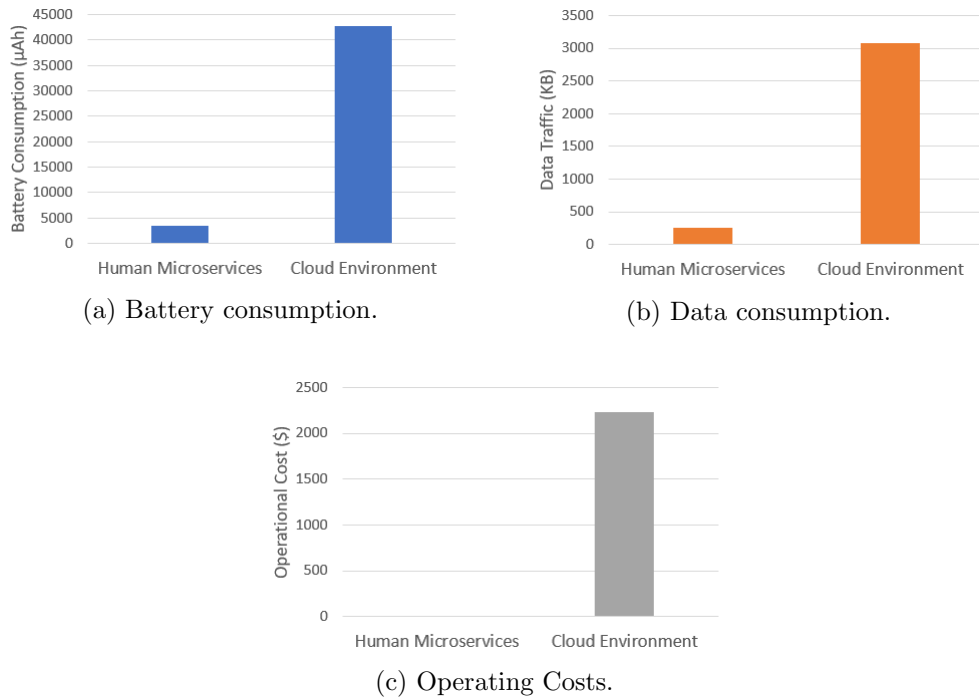 Battery Consumption (µAh)
45000
40000
35000
30000
25000
20000
15000
10000
5000
0
Human Microservices
Cloud Environment
(a) Battery consumption.
Data Traffic (KB)
3500
3000
2500
2000
1500
1000
500
0
Human Microservices
Cloud Environment
(b) Data consumption.
Operational Cost ($)
2500
2000
1500
1000
500
0
Human Microservices
Cloud Environment
(c) Operating Costs.